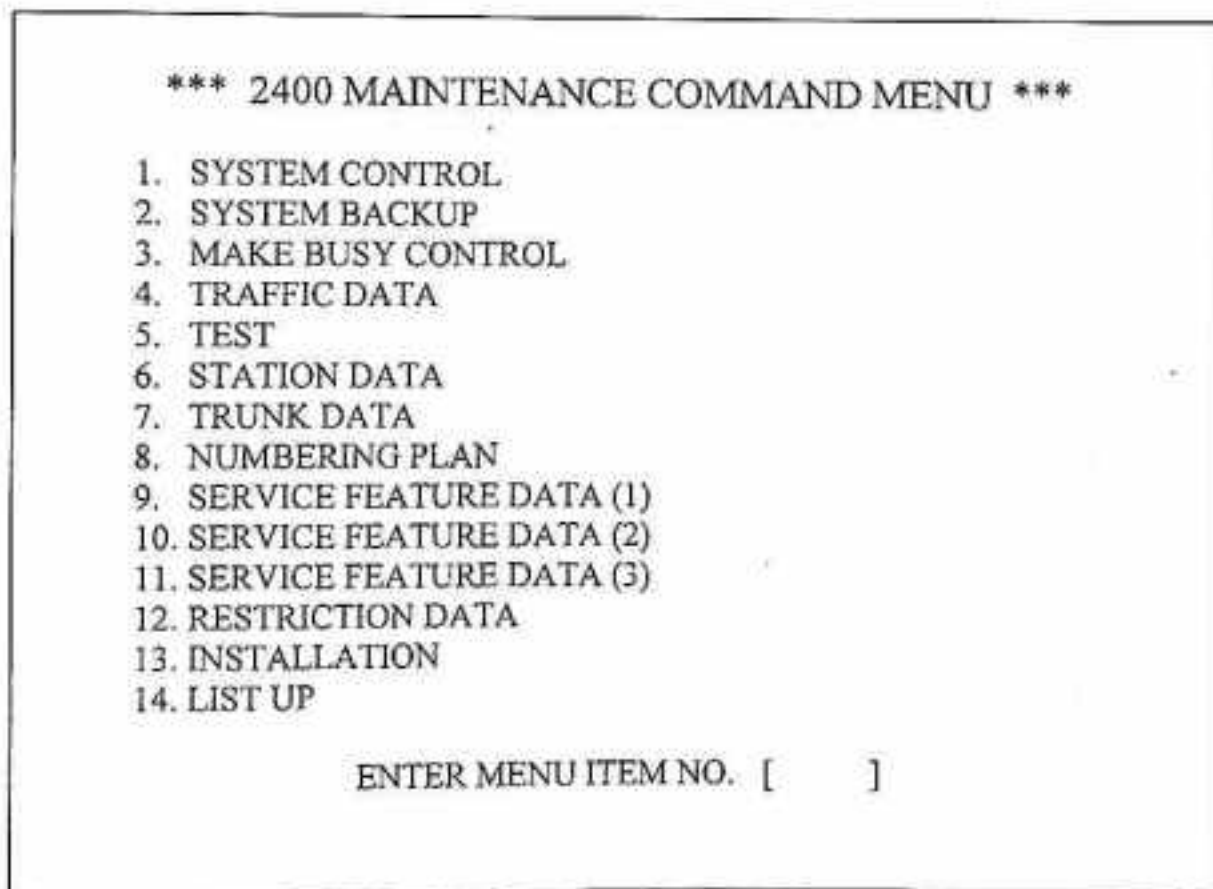 *** 2400 MAINTENANCE COMMAND MENU ***
1. SYSTEM CONTROL
2. SYSTEM BACKUP
3. MAKE BUSY CONTROL
4. TRAFFIC DATA
5. TEST
6. STATION DATA
7. TRUNK DATA
8. NUMBERING PLAN
9. SERVICE FEATURE DATA (1)
10. SERVICE FEATURE DATA (2)
11. SERVICE FEATURE DATA (3)
12. RESTRICTION DATA
13. INSTALLATION
14. LIST UP
ENTER MENU ITEM NO. [ ]